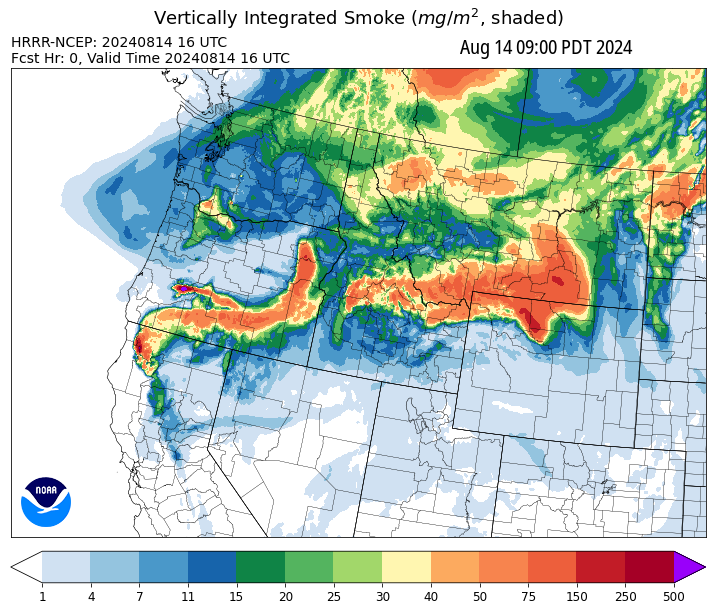 Vertically Integrated Smoke (mg/m², shaded)
HRRR-NCEP: 20240814 16 UTC
Fcst Hr: 0, Valid Time 20240814 16 UTC
Aug 14 09:00 PDT 2024
NOAA
1 4 7 11 15 20 25 30 40 50 75 150 250 500